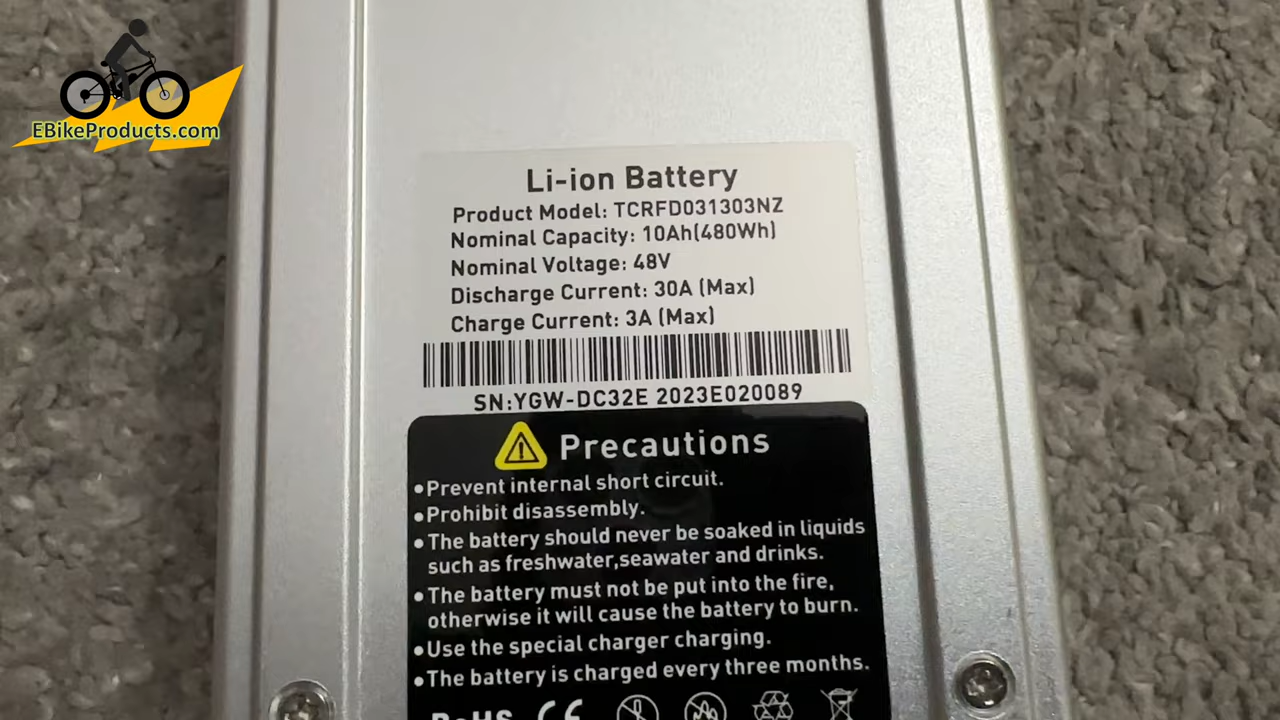 EBikeProducts.com
Li-ion Battery
Product Model: TCRFD031303NZ
Nominal Capacity: 10Ah(480Wh)
Nominal Voltage: 48V
Discharge Current: 30A (Max)
Charge Current: 3A (Max)
SN:YGW-DC32E 2023E020089
Precautions
•Prevent internal short circuit.
•Prohibit disassembly.
•The battery should never be soaked in liquids
such as freshwater,seawater and drinks.
•The battery must not be put into the fire,
otherwise it will cause the battery to burn.
•Use the special charger charging.
•The battery is charged every three months.
RoHS CE